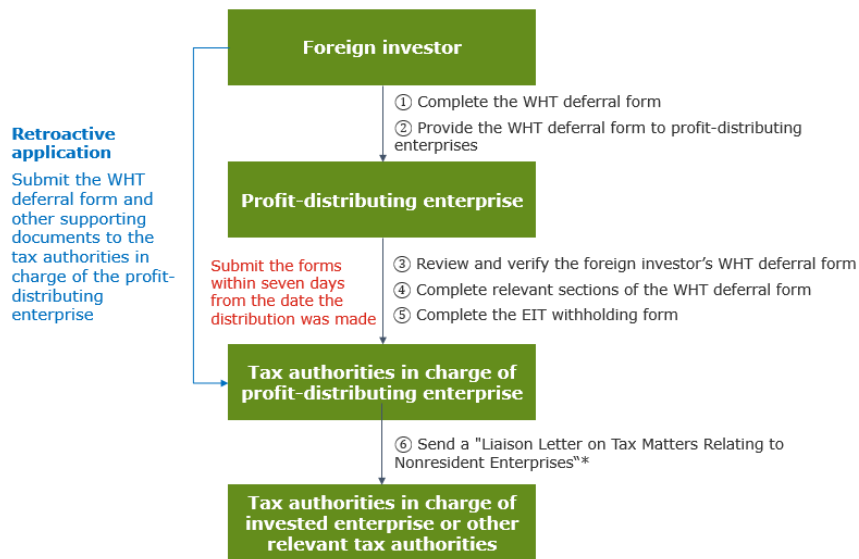 Foreign investor
① Complete the WHT deferral form
② Provide the WHT deferral form to profit-distributing
enterprises
Retroactive
application
Submit the WHT
deferral form and
other supporting
documents to the
tax authorities in
charge of the profit-
distributing
enterprise
Profit-distributing enterprise
Submit the forms
within seven days
from the date the
distribution was made
③ Review and verify the foreign investor’s WHT deferral form
④ Complete relevant sections of the WHT deferral form
⑤ Complete the EIT withholding form
Tax authorities in charge of
profit-distributing enterprise
⑥ Send a "Liaison Letter on Tax Matters Relating to
Nonresident Enterprises“*
Tax authorities in charge of
invested enterprise or other
relevant tax authorities